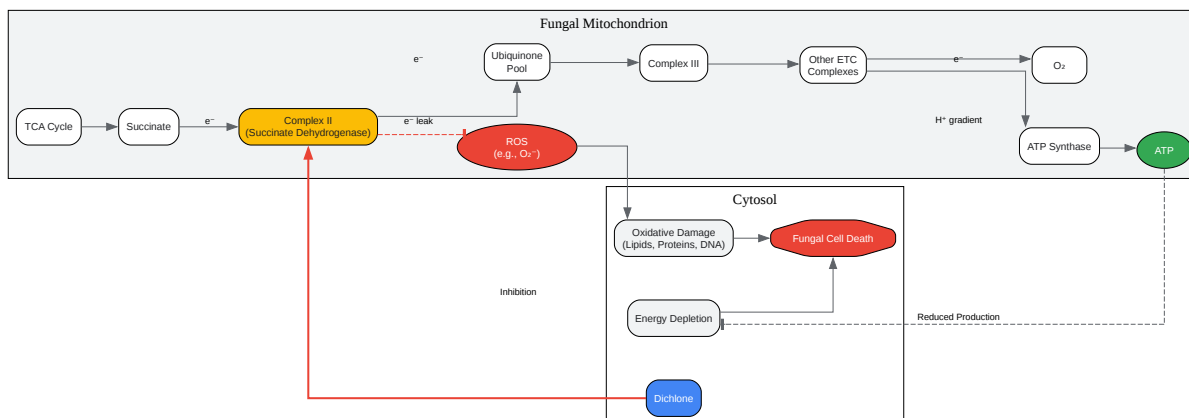 Fungal Mitochondrion
e⁻
Ubiquinone
Pool
Complex III
Other ETC
Complexes
e⁻
O₂
TCA Cycle
Succinate
e⁻
Complex II
(Succinate Dehydrogenase)
e⁻ leak
ROS
(e.g., O₂⁻)
H⁺ gradient
ATP Synthase
ATP
Cytosol
Oxidative Damage
(Lipids, Proteins, DNA)
Fungal Cell Death
Inhibition
Energy Depletion
Reduced Production
Dichlone